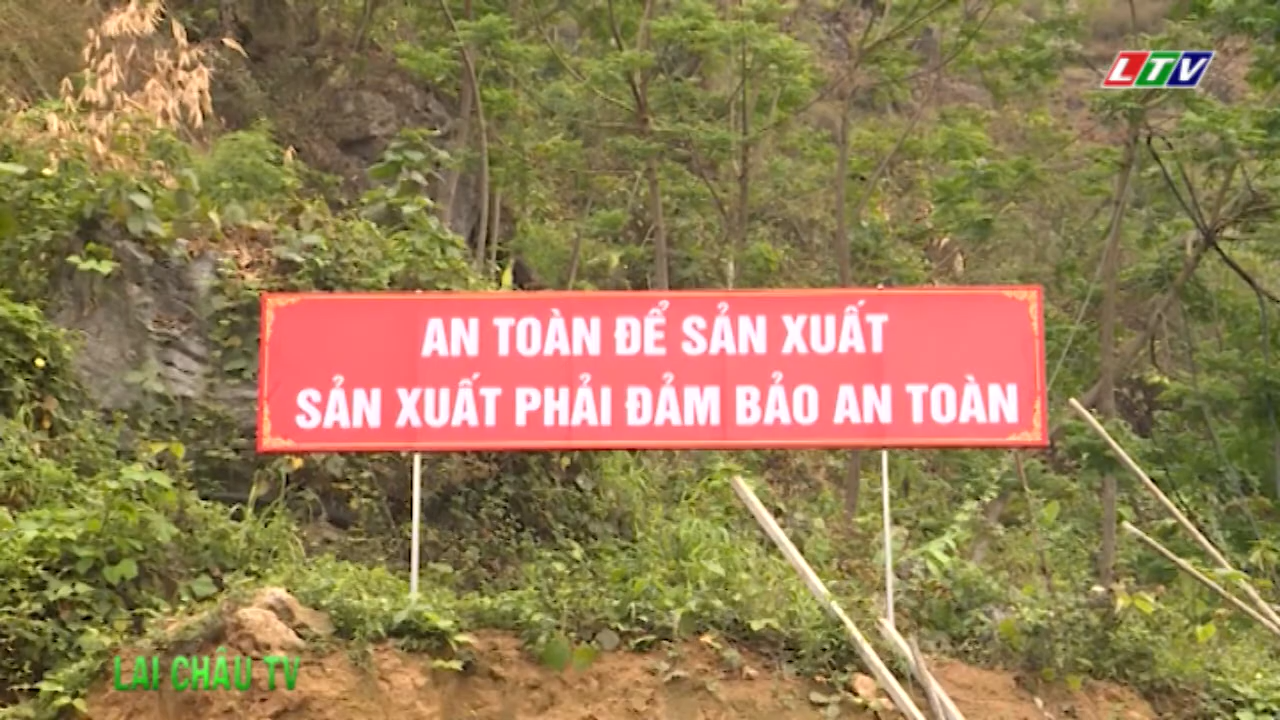 LTV
AN TOÀN ĐỂ SẢN XUẤT
SẢN XUẤT PHẢI ĐẢM BẢO AN TOÀN
LAI CHÂU TV